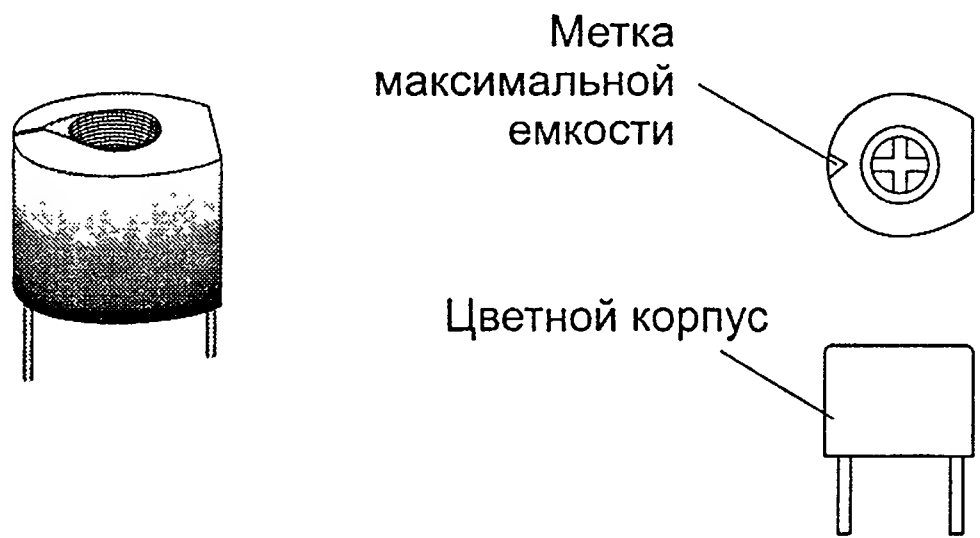 Метка
максимальной
емкости
Цветной корпус